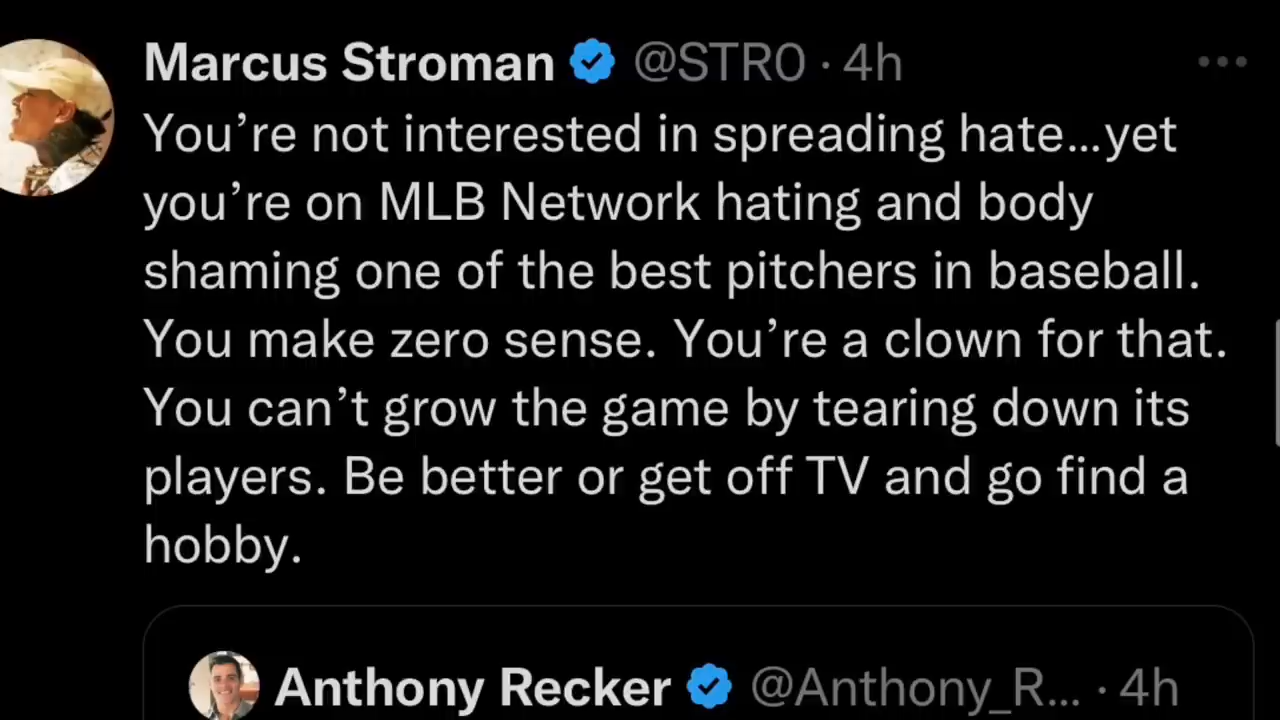 Marcus Stroman @STR0 · 4h
You’re not interested in spreading hate...yet
you’re on MLB Network hating and body
shaming one of the best pitchers in baseball.
You make zero sense. You’re a clown for that.
You can’t grow the game by tearing down its
players. Be better or get off TV and go find a
hobby.
Anthony Recker @Anthony_R... · 4h